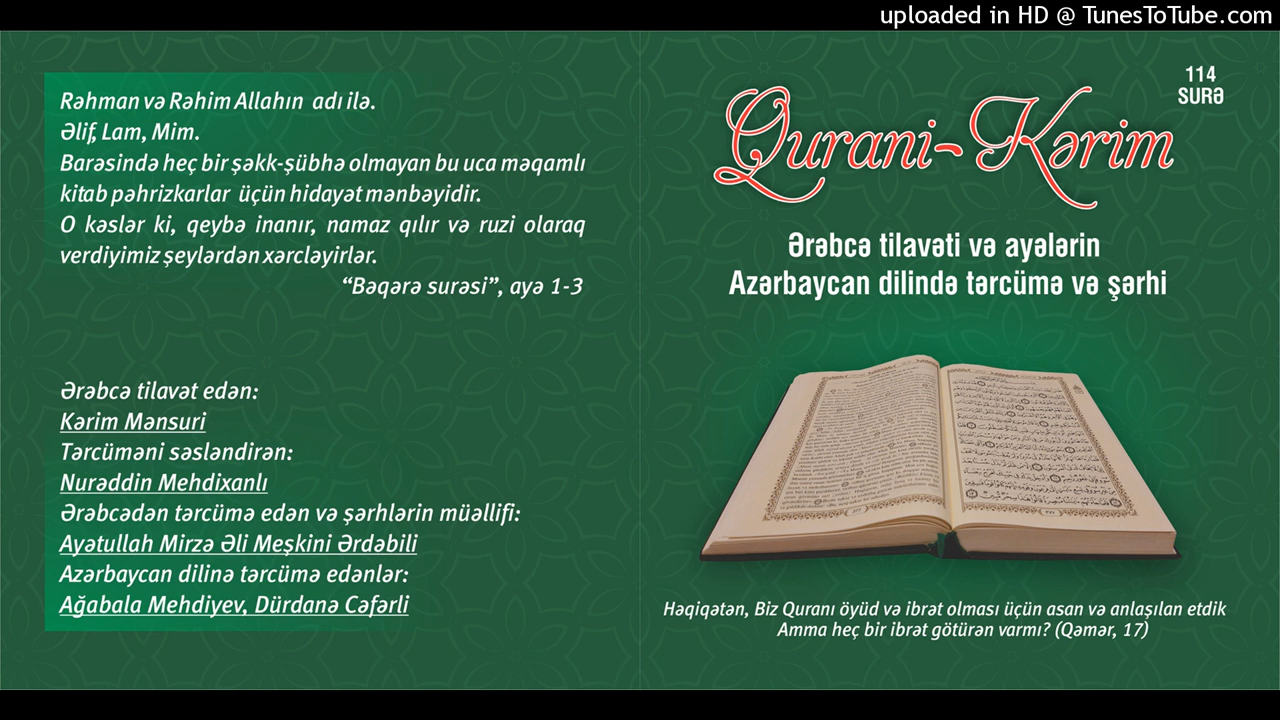 uploaded in HD @ TunesToTube.com
Rəhman və Rəhim Allahın adı ilə.
Əlif, Lam, Mim.
Barəsində heç bir şəkk-şübhə olmayan bu uca məqamlı
kitab pəhrizkarlar üçün hidayət mənbəyidir.
O kəslər ki, qeybə inanır, namaz qılır və ruzi olaraq
verdiyimiz şeylərdən xərcləyirlər.
“Bəqərə surəsi”, ayə 1-3
Ərəbcə tilavət edən:
Kərim Mənsuri
Tərcüməni səsləndirən:
Nurəddin Mehdixanlı
Ərəbcədən tərcümə edən və şərhlərin müəllifi:
Ayətullah Mirzə Əli Meşkini Ərdəbili
Azərbaycan dilinə tərcümə edənlər:
Ağabala Mehdiyev, Dürdanə Cəfərli
114
SURƏ
Qurani-Kərim
Ərəbcə tilavəti və ayələrin
Azərbaycan dilində tərcümə və şərhi
Həqiqətən, Biz Quranı öyüd və ibrət olması üçün asan və anlaşılan etdik
Amma heç bir ibrət götürən varmı? (Qəmər, 17)